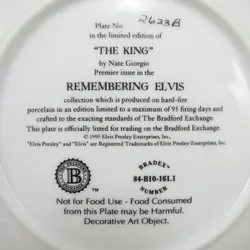 Plate No. 2623B
in the limited edition of
"THE KING"
by Nate Giorgio
Premier issue in the
REMEMBERING ELVIS
collection which is produced on hard-fire
porcelain in an edition limited to a maximum of 95 firing days and
crafted to the exacting standards of The Bradford Exchange.
This plate is officially listed for trading on the Bradford Exchange.
©1995 Elvis Presley Enterprises, Inc.
"Elvis Presley" and "Elvis" are Registered Trademarks of Elvis Presley Enterprises, Inc.
B
TM
BRADEX®
84-B10-161.1
NUMBER
Not for Food Use - Food Consumed
from this Plate may be Harmful.
Decorative Art Object.